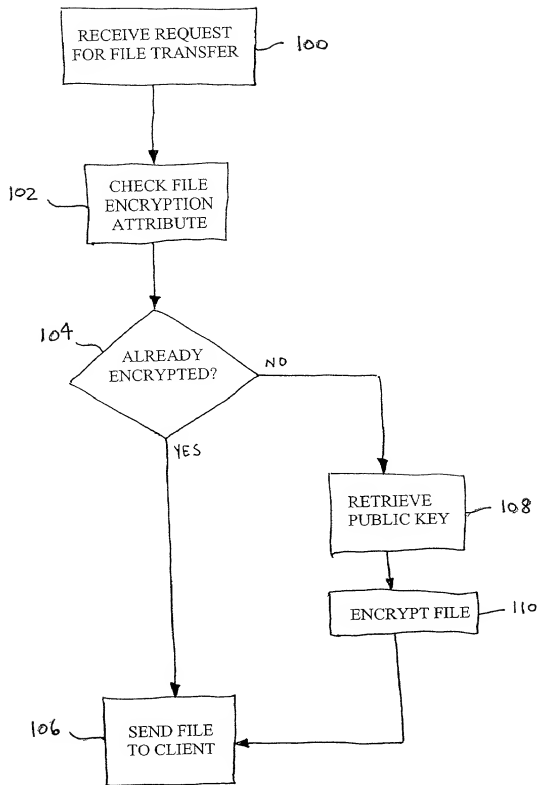 RECEIVE REQUEST
FOR FILE TRANSFER
100
102
CHECK FILE
ENCRYPTION
ATTRIBUTE
104
ALREADY
ENCRYPTED?
NO
YES
RETRIEVE
PUBLIC KEY
108
ENCRYPT FILE
110
106
SEND FILE
TO CLIENT